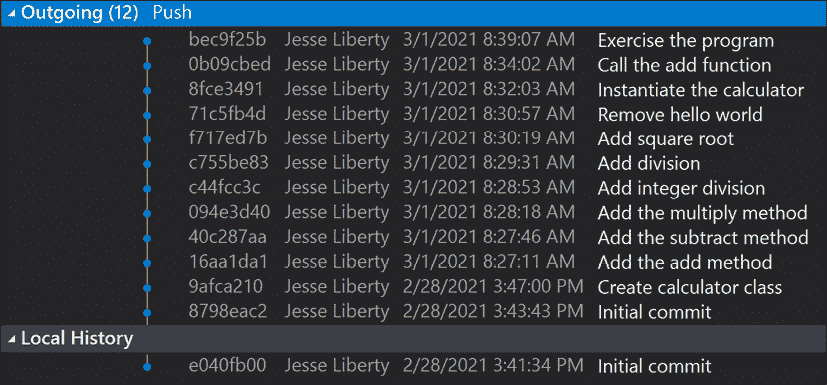 Outgoing (12) Push
bec9f25b Jesse Liberty 3/1/2021 8:39:07 AM Exercise the program
0b09cbed Jesse Liberty 3/1/2021 8:34:02 AM Call the add function
8fce3491 Jesse Liberty 3/1/2021 8:32:03 AM Instantiate the calculator
71c5fb4d Jesse Liberty 3/1/2021 8:30:57 AM Remove hello world
f717ed7b Jesse Liberty 3/1/2021 8:30:19 AM Add square root
c755be83 Jesse Liberty 3/1/2021 8:29:31 AM Add division
c44fcc3c Jesse Liberty 3/1/2021 8:28:53 AM Add integer division
094e3d40 Jesse Liberty 3/1/2021 8:28:18 AM Add the multiply method
40c287aa Jesse Liberty 3/1/2021 8:27:46 AM Add the subtract method
16aa1da1 Jesse Liberty 3/1/2021 8:27:11 AM Add the add method
9afca210 Jesse Liberty 2/28/2021 3:47:00 PM Create calculator class
8798eac2 Jesse Liberty 2/28/2021 3:43:43 PM Initial commit
Local History
e040fb00 Jesse Liberty 2/28/2021 3:41:34 PM Initial commit